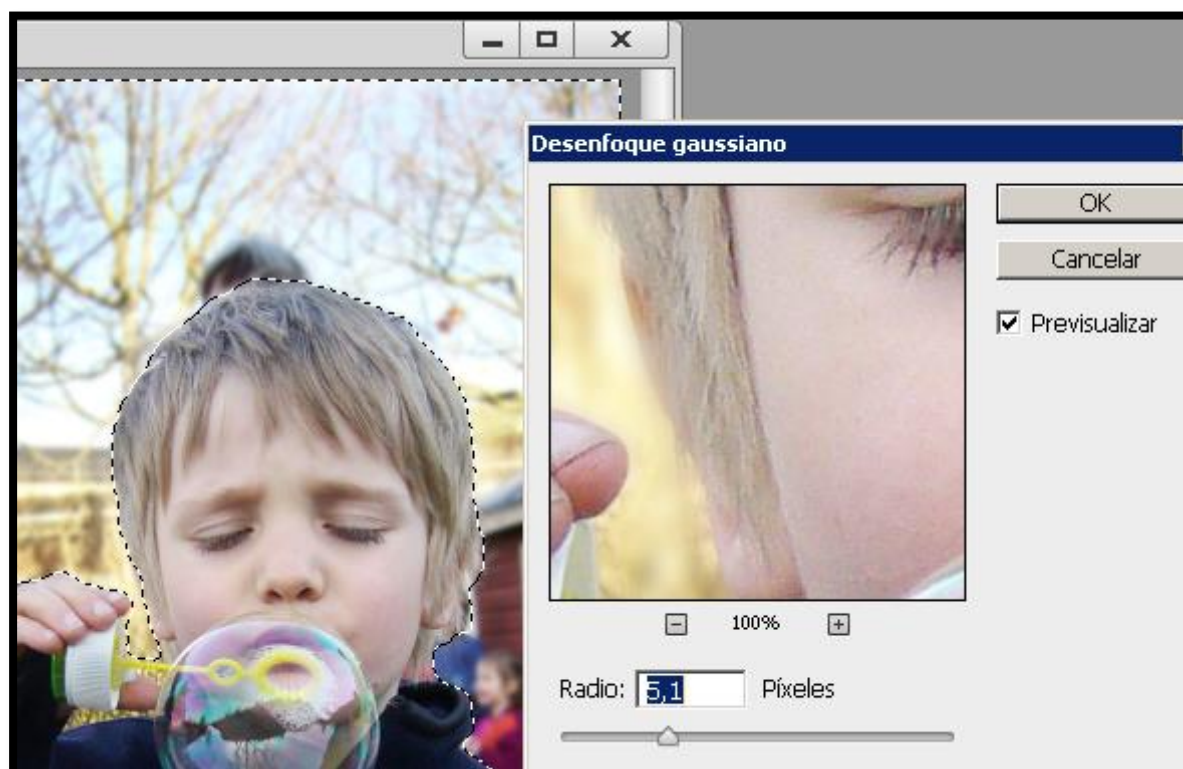 Desenfoque gaussiano
OK
Cancelar
Previsualizar
100%
Radio: 5,1 Píxeles